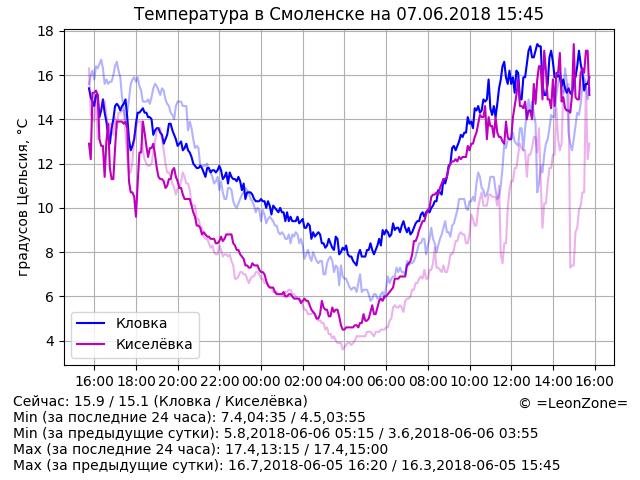 Температура в Смоленске на 07.06.2018 15:45
градусов Цельсия, °C
18
16
14
12
10
8
6
4
Кловка
Киселёвка
16:00 18:00 20:00 22:00 00:00 02:00 04:00 06:00 08:00 10:00 12:00 14:00 16:00
Сейчас: 15.9 / 15.1 (Кловка / Киселёвка)
© =LeonZone=
Min (за последние 24 часа): 7.4,04:35 / 4.5,03:55
Min (за предыдущие сутки): 5.8,2018-06-06 05:15 / 3.6,2018-06-06 03:55
Max (за последние 24 часа): 17.4,13:15 / 17.4,15:00
Max (за предыдущие сутки): 16.7,2018-06-05 16:20 / 16.3,2018-06-05 15:45